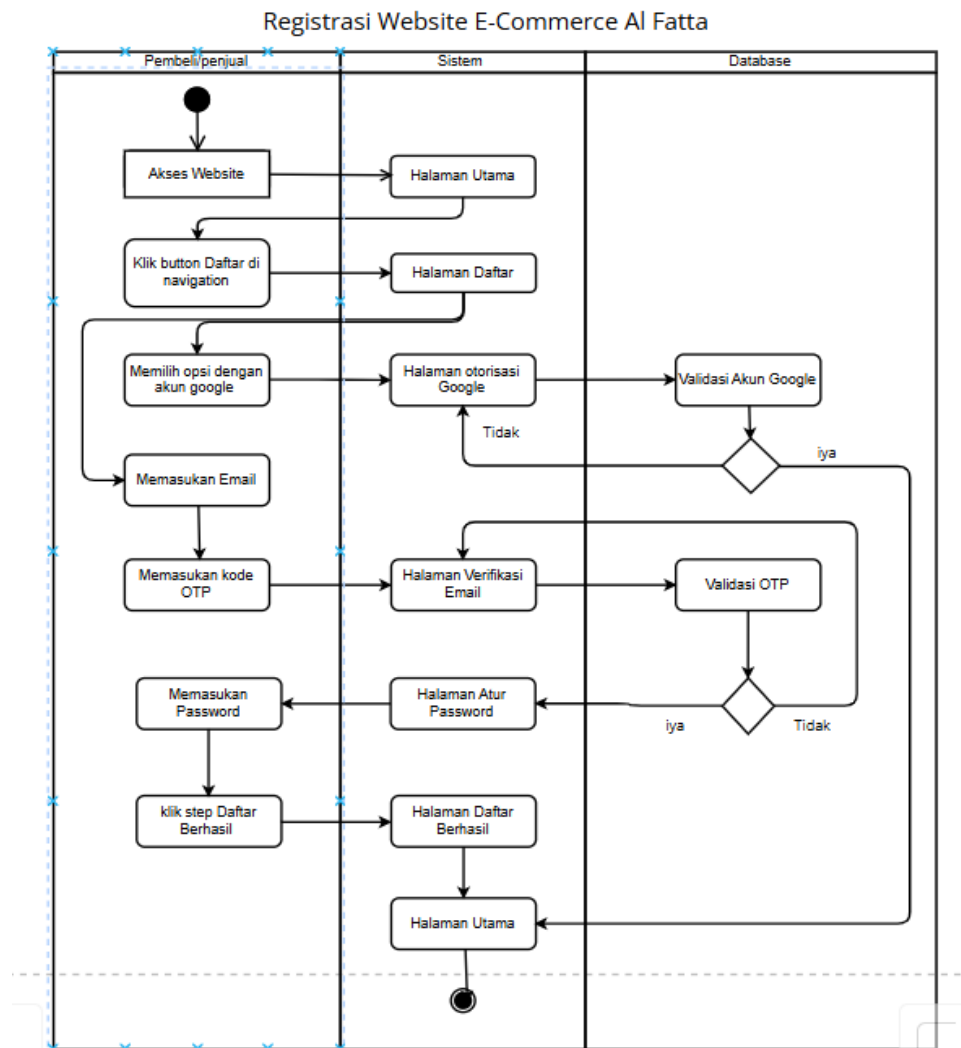 Registrasi Website E-Commerce Al Fatta
Pembeli/penjual
Sistem
Database
Akses Website
Halaman Utama
Klik button Daftar di
navigation
Halaman Daftar
Memilih opsi dengan
akun google
Halaman otorisasi
Google
Validasi Akun Google
Tidak
iya
Memasukan Email
Memasukan kode
OTP
Halaman Verifikasi
Email
Validasi OTP
Memasukan
Password
Halaman Atur
Password
iya
Tidak
klik step Daftar
Berhasil
Halaman Daftar
Berhasil
Halaman Utama